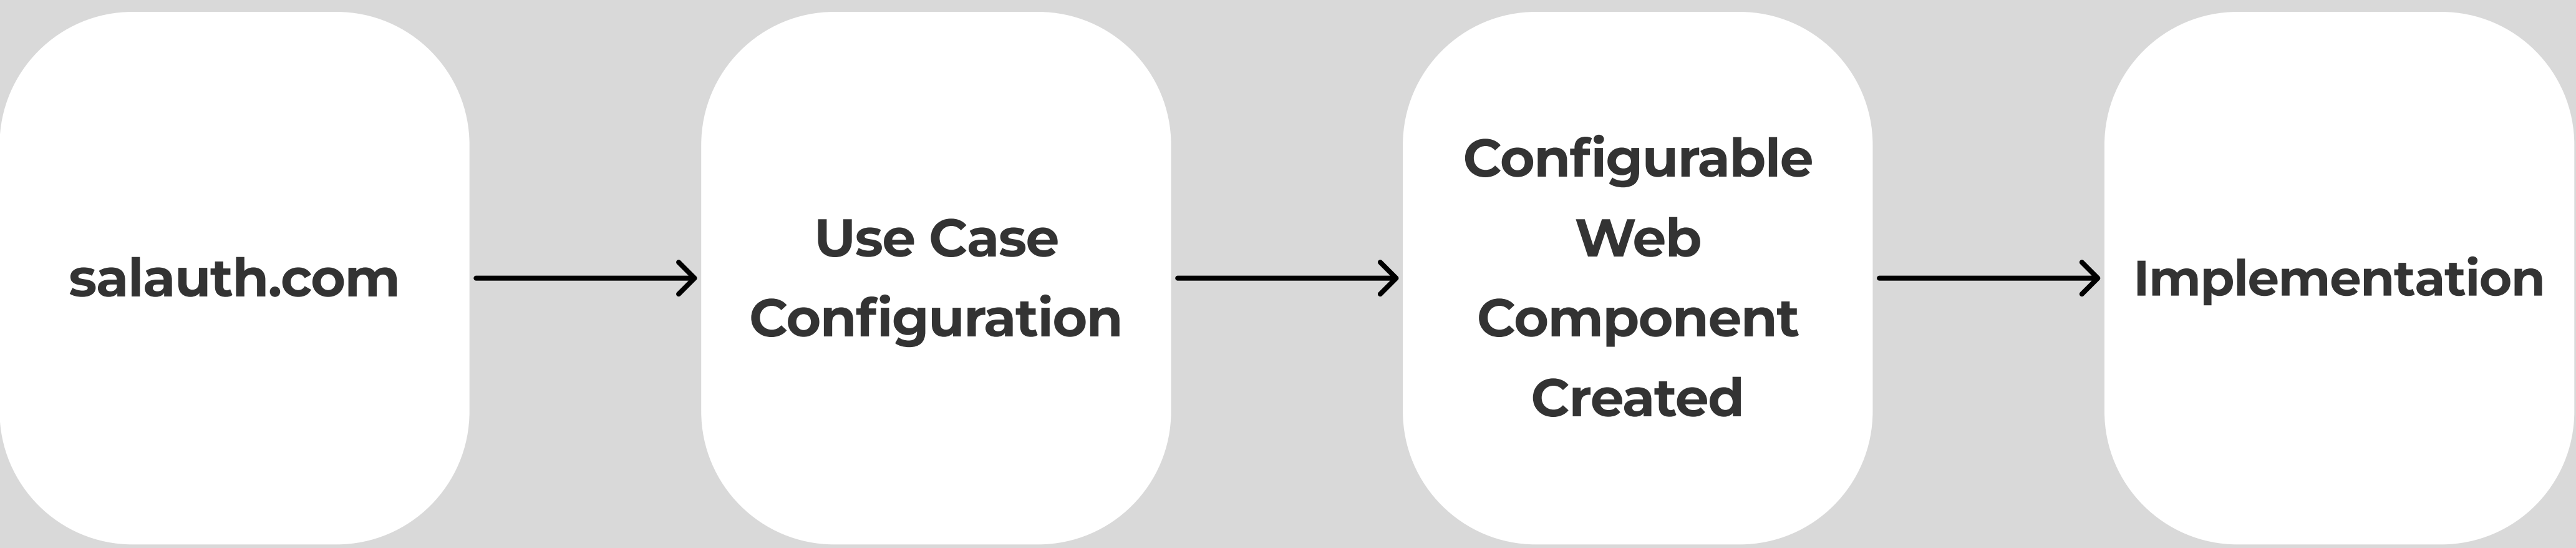 salauth.com
Use Case
Configuration
Configurable
Web
Component
Created
Implementation